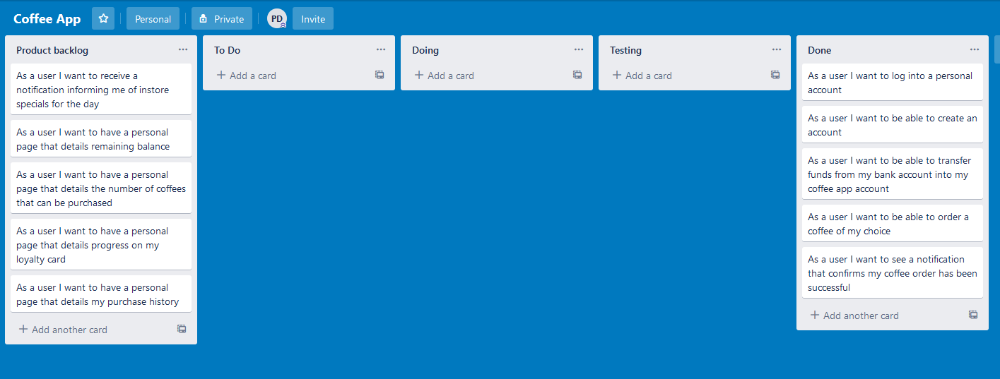 Coffee App
Personal
Private
PD
Invite
Product backlog
As a user I want to receive a
notification informing me of instore
specials for the day
As a user I want to have a personal
page that details remaining balance
As a user I want to have a personal
page that details the number of coffees
that can be purchased
As a user I want to have a personal
page that details progress on my
loyalty card
As a user I want to have a personal
page that details my purchase history
+ Add another card
To Do
+ Add a card
Doing
+ Add a card
Testing
+ Add a card
Done
As a user I want to log into a personal
account
As a user I want to be able to create an
account
As a user I want to be able to transfer
funds from my bank account into my
coffee app account
As a user I want to be able to order a
coffee of my choice
As a user I want to see a notification
that confirms my coffee order has been
successful
+ Add another card